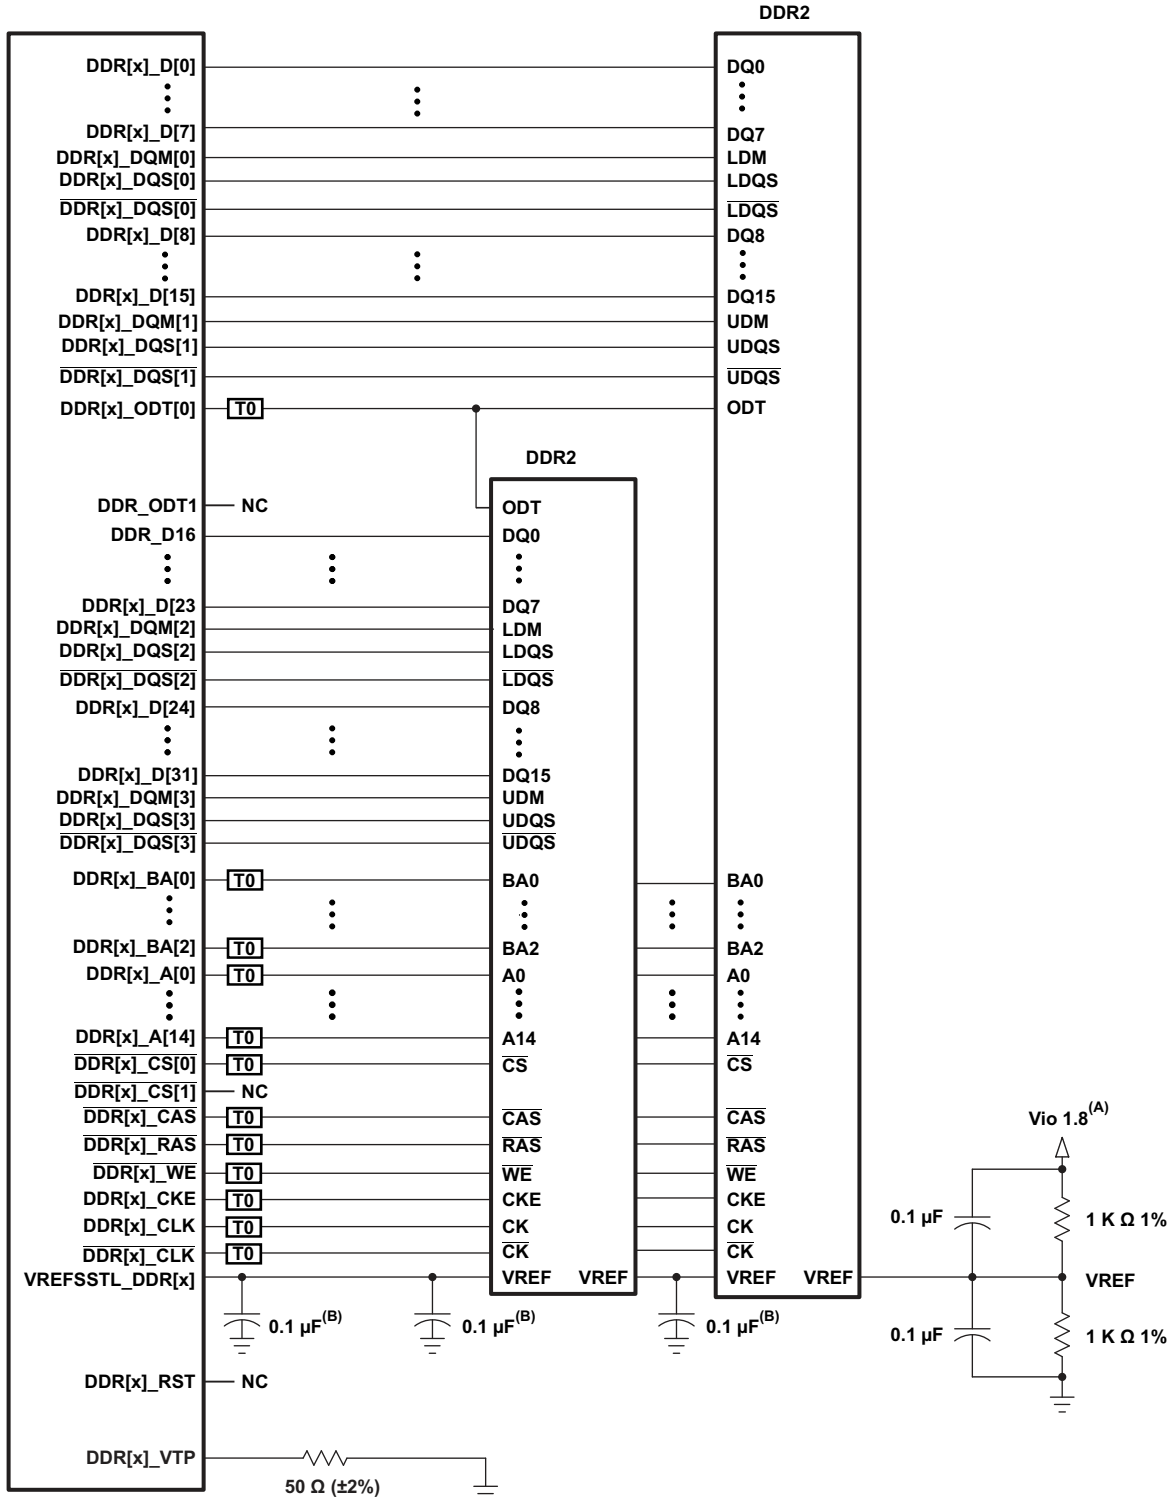 DDR2
DDR[x]_D[0] DQ0
DDR[x]_D[7] DQ7
DDR[x]_DQM[0] LDM
DDR[x]_DQS[0] LDQS
DDR[x]_DQS[0] LDQS
DDR[x]_D[8] DQ8
DDR[x]_D[15] DQ15
DDR[x]_DQM[1] UDM
DDR[x]_DQS[1] UDQS
DDR[x]_DQS[1] UDQS
DDR[x]_ODT[0] T0 ODT
DDR2
DDR_ODT1 NC ODT
DDR_D16 DQ0
DDR[x]_D[23 DQ7
DDR[x]_DQM[2] LDM
DDR[x]_DQS[2] LDQS
DDR[x]_DQS[2] LDQS
DDR[x]_D[24] DQ8
DDR[x]_D[31] DQ15
DDR[x]_DQM[3] UDM
DDR[x]_DQS[3] UDQS
DDR[x]_DQS[3] UDQS
DDR[x]_BA[0] T0 BA0 BA0
DDR[x]_BA[2] T0 BA2 BA2
DDR[x]_A[0] T0 A0 A0
DDR[x]_A[14] T0 A14 A14
DDR[x]_CS[0] T0 CS CS
DDR[x]_CS[1] NC
DDR[x]_CAS T0 CAS CAS
Vio 1.8(A)
DDR[x]_RAS T0 RAS RAS
DDR[x]_WE T0 WE WE
DDR[x]_CKE T0 CKE CKE
DDR[x]_CLK T0 CK CK
0.1 µF 1 K Ω 1%
DDR[x]_CLK T0 CK CK
VREFSSTL_DDR[x] VREF VREF VREF VREF VREF
0.1 µF(B) 0.1 µF(B) 0.1 µF(B)
0.1 µF 1 K Ω 1%
DDR[x]_RST NC
DDR[x]_VTP
50 Ω (±2%)